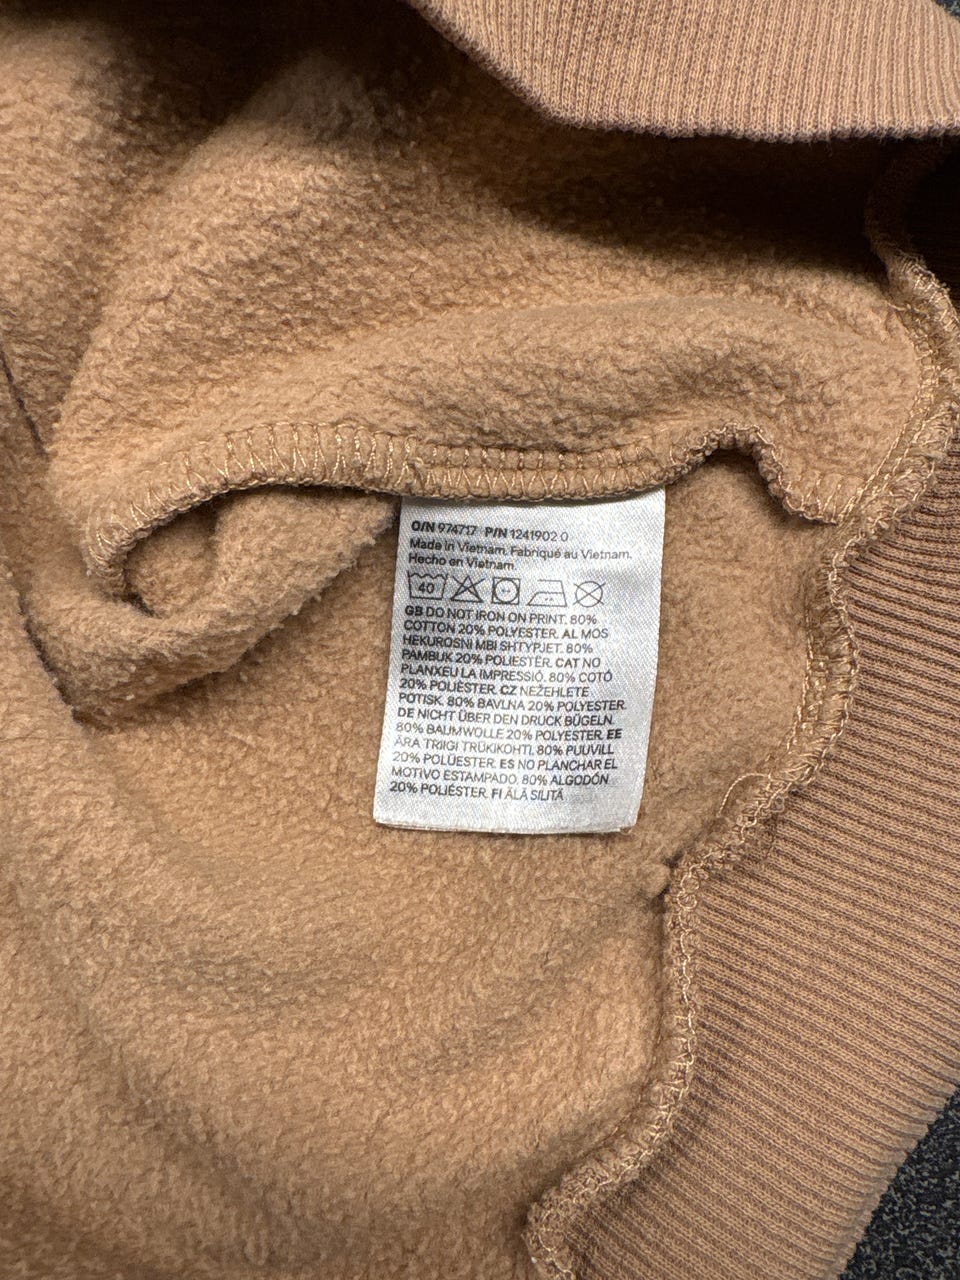 O/N 974717 P/N 1241902 0
Made in Vietnam. Fabriqué au Vietnam.
Hecho en Vietnam.
40
GB DO NOT IRON ON PRINT. 80%
COTTON 20% POLYESTER. AL MOS
HEKUROSNI MBI SHTYPJET. 80%
PAMBUK 20% POLIESTËR. CAT NO
PLANXEU LA IMPRESSIÓ. 80% COTÓ
20% POLIÈSTER. CZ NEŽEHLETE
POTISK. 80% BAVLNA 20% POLYESTER.
DE NICHT ÜBER DEN DRUCK BÜGELN.
80% BAUMWOLLE 20% POLYESTER. EE
ÄRA TRIIGI TRÜKIKOHTI. 80% PUUVILL
20% POLÜESTER. ES NO PLANCHAR EL
MOTIVO ESTAMPADO. 80% ALGODÓN
20% POLIÉSTER. FI ÄLÄ SILITÄ